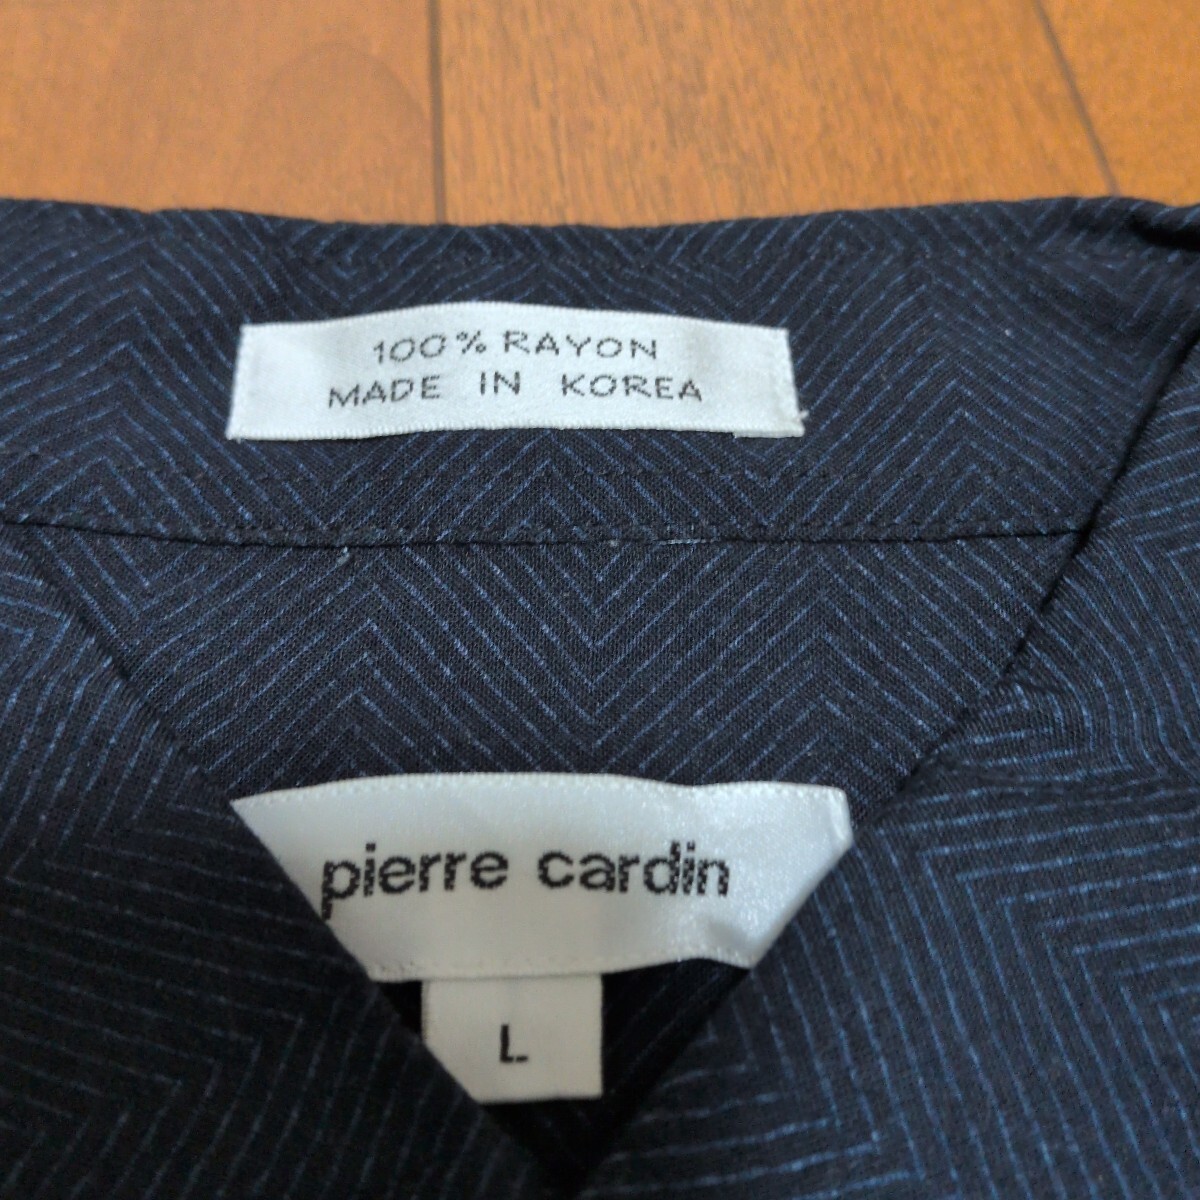 100% RAYON
MADE IN KOREA
pierre cardin
L